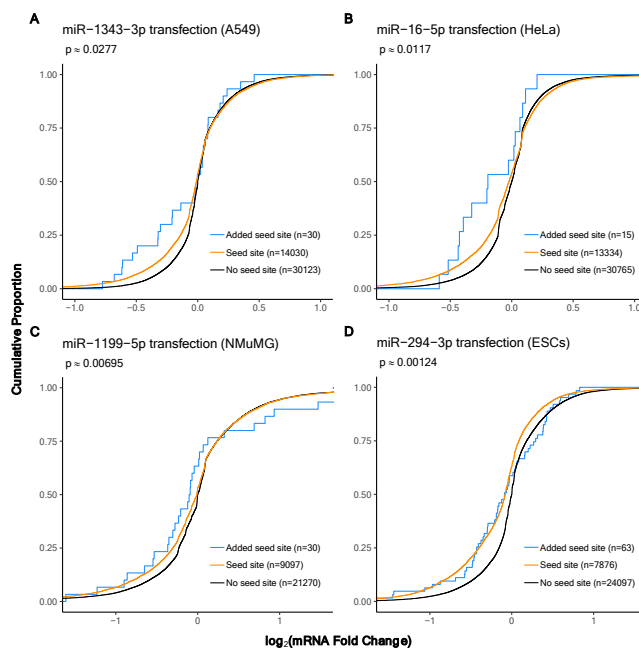 A
miR−1343−3p transfection (A549)
p ≈ 0.0277
1.00
0.75
0.50
0.25
0.00
Added seed site (n=30)
Seed site (n=14030)
No seed site (n=30123)
−1.0
−0.5
0.0
0.5
1.0
B
miR−16−5p transfection (HeLa)
p ≈ 0.0117
1.00
0.75
0.50
0.25
0.00
Added seed site (n=15)
Seed site (n=13334)
No seed site (n=30765)
−1.0
−0.5
0.0
0.5
1.0
Cumulative Proportion
C
miR−1199−5p transfection (NMuMG)
p ≈ 0.00695
1.00
0.75
0.50
0.25
0.00
Added seed site (n=30)
Seed site (n=9097)
No seed site (n=21270)
−1
0
1
D
miR−294−3p transfection (ESCs)
p ≈ 0.00124
1.00
0.75
0.50
0.25
0.00
Added seed site (n=63)
Seed site (n=7876)
No seed site (n=24097)
−1
0
1
log₂(mRNA Fold Change)